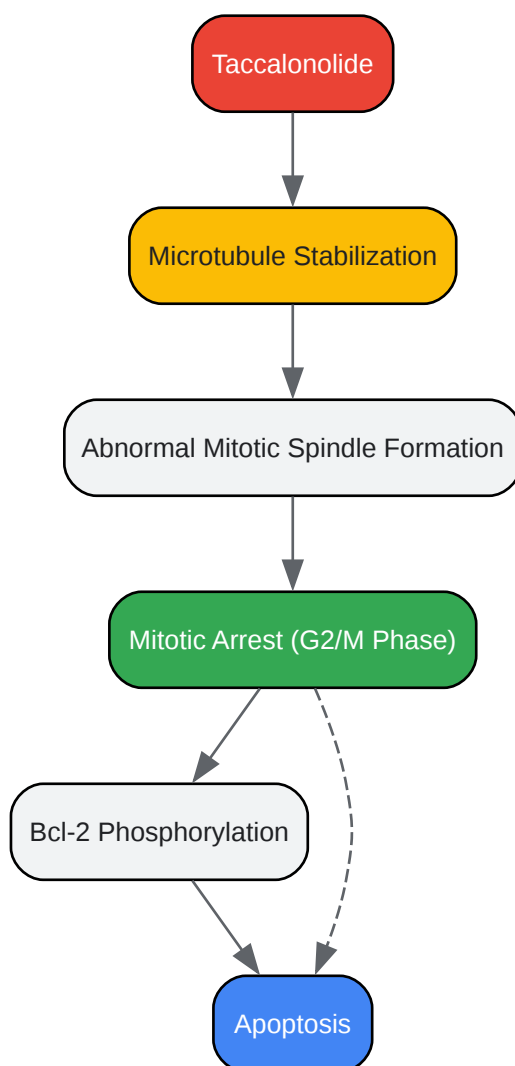 Taccalonolide
Microtubule Stabilization
Abnormal Mitotic Spindle Formation
Mitotic Arrest (G2/M Phase)
Bcl-2 Phosphorylation
Apoptosis